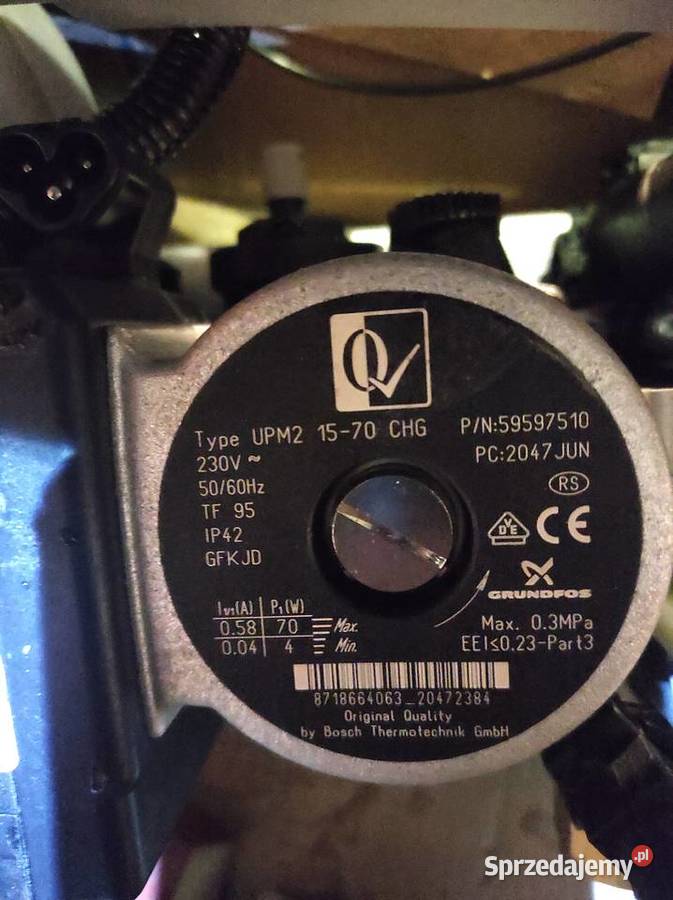 Type UPM2 15-70 CHG P/N:59597510
230V ~ PC:2047JUN
50/60Hz RS
TF 95
IP42 VDE CE
GFKJD
GRUNDFOS
I1/1(A) P1(W)
0.58 70 Max. Max. 0.3MPa
0.04 4 Min. EEI≤0.23-Part3
8718664063_20472384
Original Quality
by Bosch Thermotechnik GmbH
Sprzedajemy.pl